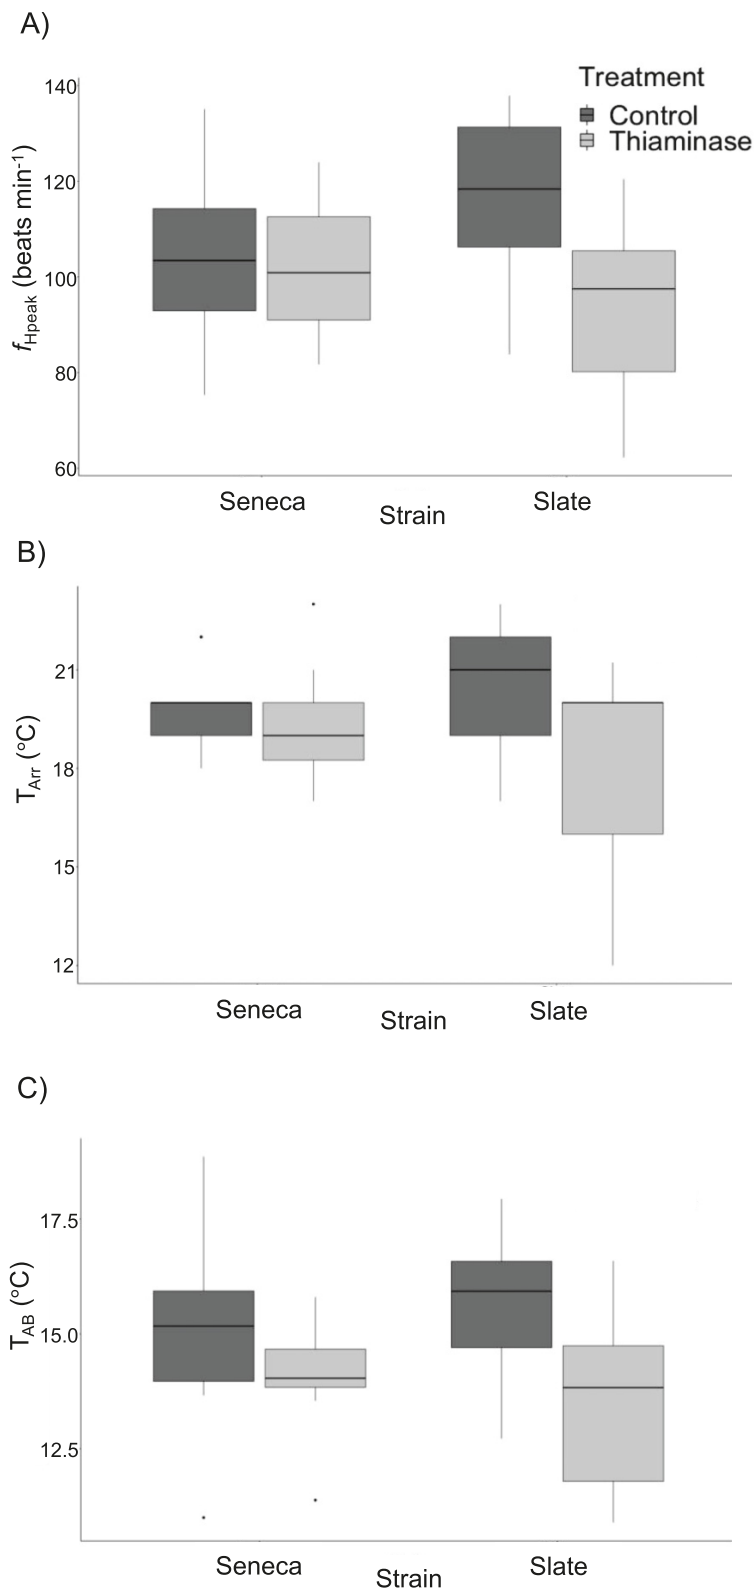 A)
Treatment
Control
Thiaminase
140
120
100
80
60
fHpeak (beats min-1)
Seneca
Slate
Strain
B)
21
18
15
12
TArr (°C)
Seneca
Slate
Strain
C)
17.5
15.0
12.5
TAB (°C)
Seneca
Slate
Strain